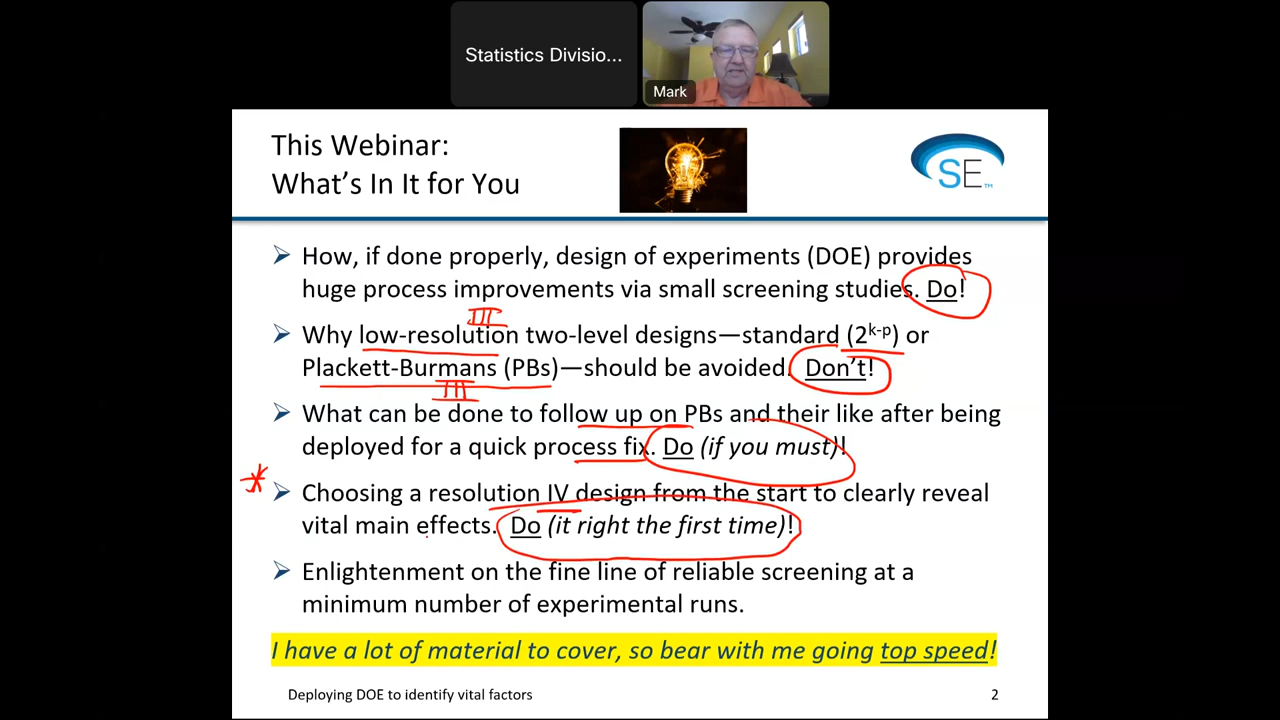 Statistics Divisio...
Mark
This Webinar:
What's In It for You
SE™
How, if done properly, design of experiments (DOE) provides
huge process improvements via small screening studies. Do!
III
Why low-resolution two-level designs—standard (2^k-p) or
Plackett-Burmans (PBs)—should be avoided. Don't!
III
What can be done to follow up on PBs and their like after being
deployed for a quick process fix. Do (if you must)!
* Choosing a resolution IV design from the start to clearly reveal
vital main effects. Do (it right the first time)!
Enlightenment on the fine line of reliable screening at a
minimum number of experimental runs.
I have a lot of material to cover, so bear with me going top speed!
Deploying DOE to identify vital factors 2